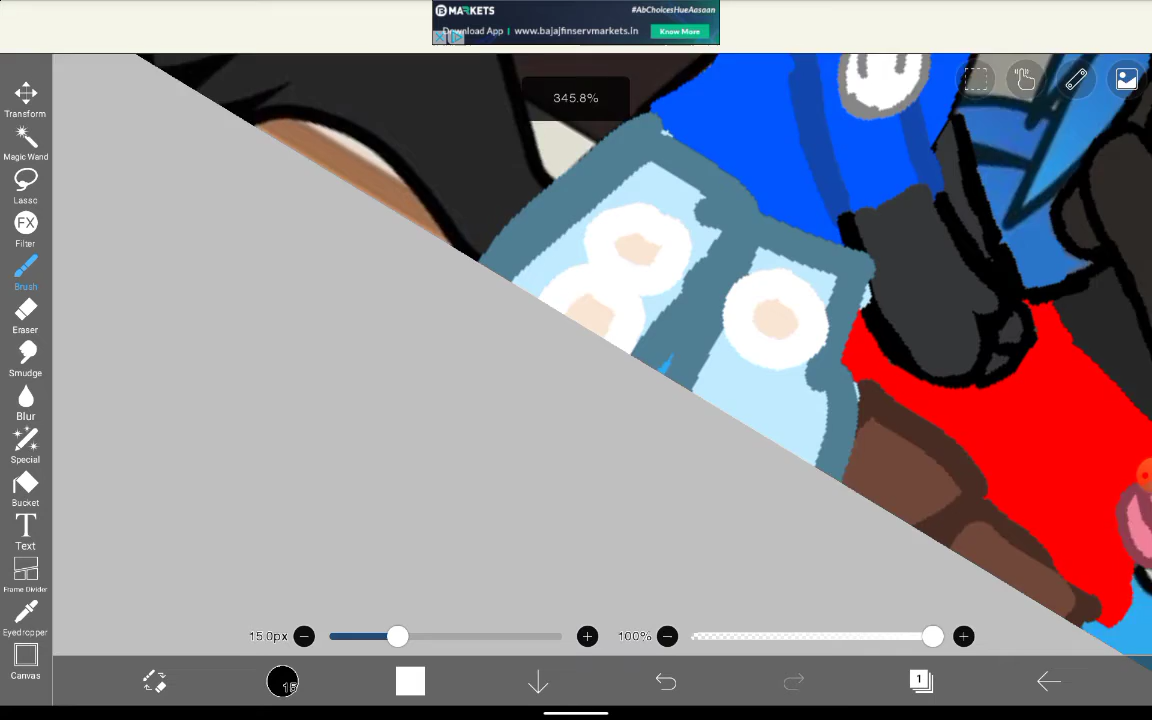 MARKETS
#AbChoicesHueAasaan
Download App | www.bajajfinservmarkets.in
Know More
345.8%
Transform
Magic Wand
Lasso
Filter
FX
Brush
Eraser
Smudge
Blur
Special
Bucket
T
Text
Frame Divider
Eyedropper
Canvas
15.0px
100%
15
1